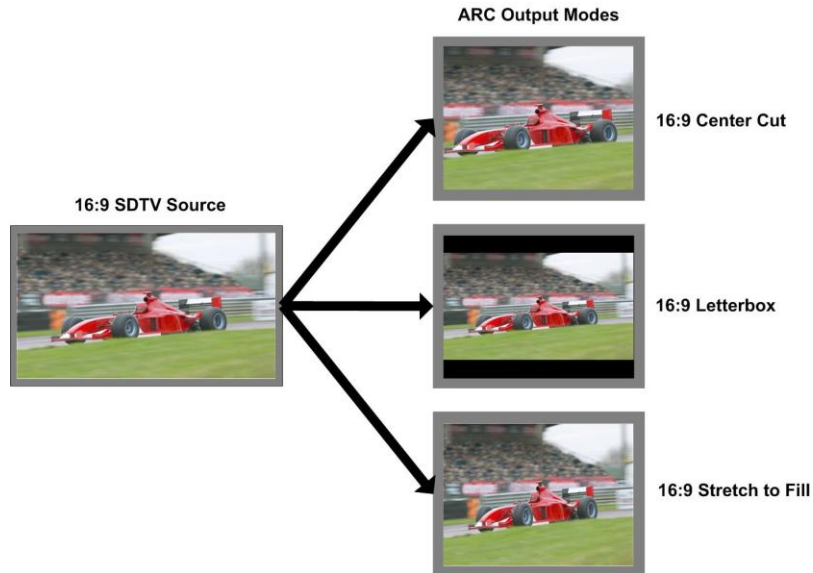 ARC Output Modes
16:9 Center Cut
16:9 SDTV Source
16:9 Letterbox
16:9 Stretch to Fill